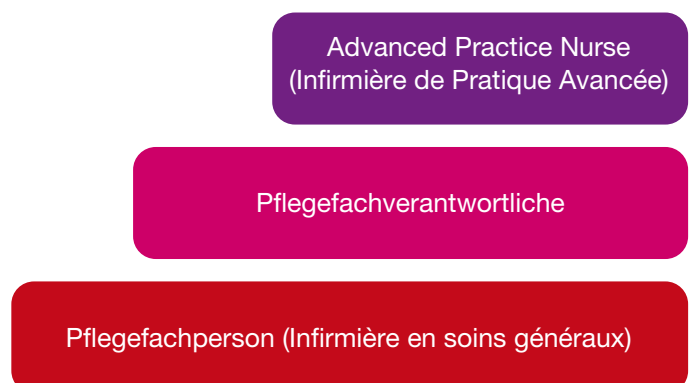 Advanced Practice Nurse
(Infirmière de Pratique Avancée)
Pflegefachverantwortliche
Pflegefachperson (Infirmière en soins généraux)